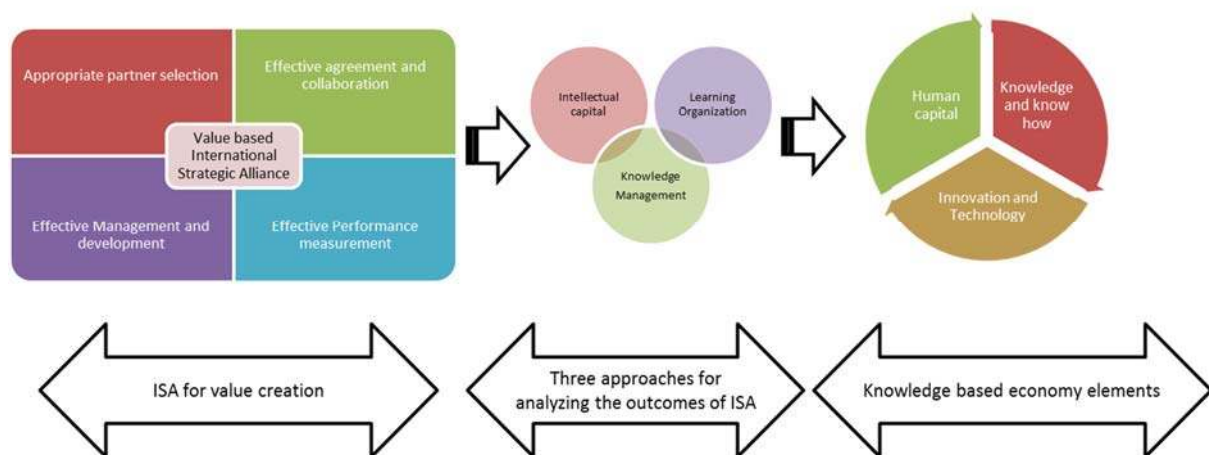 Appropriate partner selection
Effective agreement and
collaboration
Value based
International
Strategic Alliance
Effective Management and
development
Effective Performance
measurement
Intellectual
capital
Learning
Organization
Knowledge
Management
Human
capital
Knowledge
and know
how
Innovation and
Technology
ISA for value creation
Three approaches for
analyzing the outcomes of ISA
Knowledge based economy elements